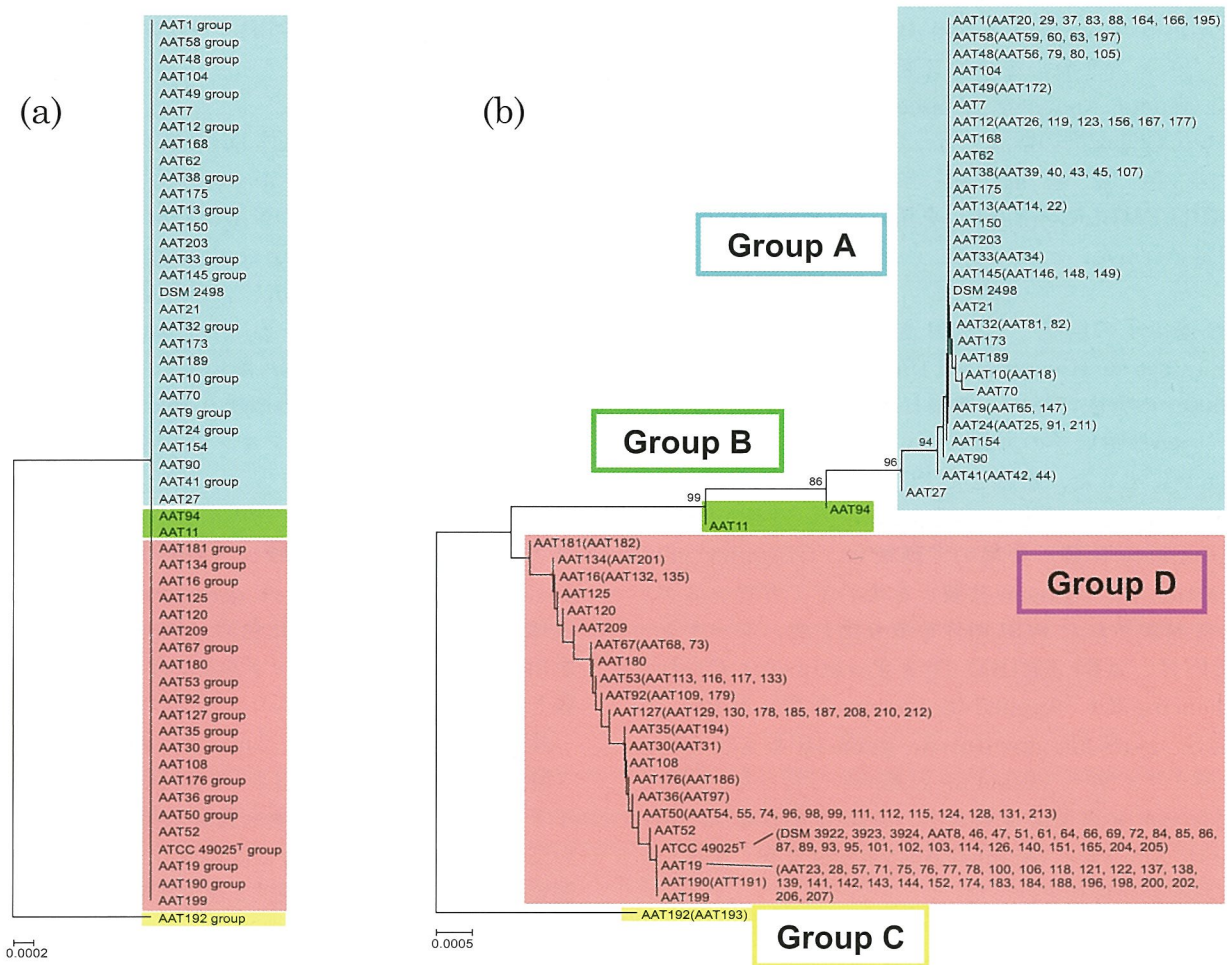 (a)
AAT1 group
AAT58 group
AAT48 group
AAT104
AAT49 group
AAT7
AAT12 group
AAT168
AAT62
AAT38 group
AAT175
AAT13 group
AAT150
AAT203
AAT33 group
AAT145 group
DSM 2498
AAT21
AAT32 group
AAT173
AAT189
AAT10 group
AAT70
AAT9 group
AAT24 group
AAT154
AAT90
AAT41 group
AAT27
AAT94
AAT11
AAT181 group
AAT134 group
AAT16 group
AAT125
AAT120
AAT209
AAT67 group
AAT180
AAT53 group
AAT92 group
AAT127 group
AAT35 group
AAT30 group
AAT108
AAT176 group
AAT36 group
AAT50 group
AAT52
ATCC 49025ᵀ group
AAT19 group
AAT190 group
AAT199
AAT192 group
0.0002
(b)
AAT1(AAT20, 29, 37, 83, 88, 164, 166, 195)
AAT58(AAT59, 60, 63, 197)
AAT48(AAT56, 79, 80, 105)
AAT104
AAT49(AAT172)
AAT7
AAT12(AAT26, 119, 123, 156, 167, 177)
AAT168
AAT62
AAT38(AAT39, 40, 43, 45, 107)
AAT175
AAT13(AAT14, 22)
AAT150
AAT203
AAT33(AAT34)
AAT145(AAT146, 148, 149)
DSM 2498
AAT21
AAT32(AAT81, 82)
AAT173
AAT189
AAT10(AAT18)
AAT70
AAT9(AAT65, 147)
AAT24(AAT25, 91, 211)
AAT154
AAT90
AAT41(AAT42, 44)
AAT27
94
96
86
99
Group A
Group B
AAT94
AAT11
AAT181(AAT182)
AAT134(AAT201)
AAT16(AAT132, 135)
AAT125
AAT120
AAT209
AAT67(AAT68, 73)
AAT180
AAT53(AAT113, 116, 117, 133)
AAT92(AAT109, 179)
AAT127(AAT129, 130, 178, 185, 187, 208, 210, 212)
AAT35(AAT194)
AAT30(AAT31)
AAT108
AAT176(AAT186)
AAT36(AAT97)
AAT50(AAT54, 55, 74, 96, 98, 99, 111, 112, 115, 124, 128, 131, 213)
AAT52
ATCC 49025ᵀ
(DSM 3922, 3923, 3924, AAT8, 46, 47, 51, 61, 64, 66, 69, 72, 84, 85, 86,
87, 89, 93, 95, 101, 102, 103, 114, 126, 140, 151, 165, 204, 205)
AAT19
(AAT23, 28, 57, 71, 75, 76, 77, 78, 100, 106, 118, 121, 122, 137, 138,
139, 141, 142, 143, 144, 152, 174, 183, 184, 188, 196, 198, 200, 202,
206, 207)
AAT190(ATT191)
AAT199
Group D
AAT192(AAT193)
Group C
0.0005